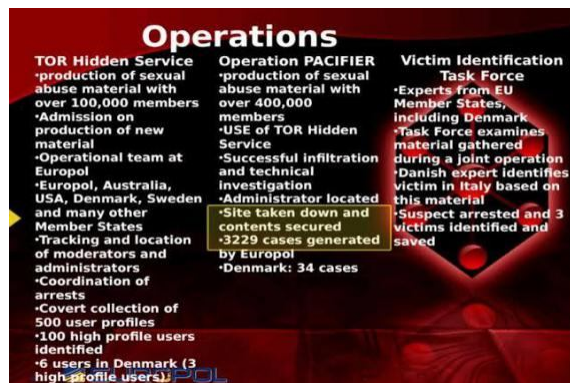 Operations
TOR Hidden Service
•production of sexual
abuse material with
over 100,000 members
•Admission on
production of new
material
•Operational team at
Europol
•Europol, Australia,
USA, Denmark, Sweden
and many other
Member States
•Tracking and location
of moderators and
administrators
•Coordination of
arrests
•Covert collection of
500 user profiles
•100 high profile users
identified
•6 users in Denmark (3
high profile users)
Operation PACIFIER
•production of sexual
abuse material with
over 400,000
members
•USE of TOR Hidden
Service
•Successful infiltration
and technical
investigation
•Administrator located
•Site taken down and
contents secured
•3229 cases generated
by Europol
•Denmark: 34 cases
Victim Identification
Task Force
•Experts from EU
Member States,
including Denmark
•Task Force examines
material gathered
during a joint operation
•Danish expert identifies
victim in Italy based on
this material
•Suspect arrested and 3
victims identified and
saved